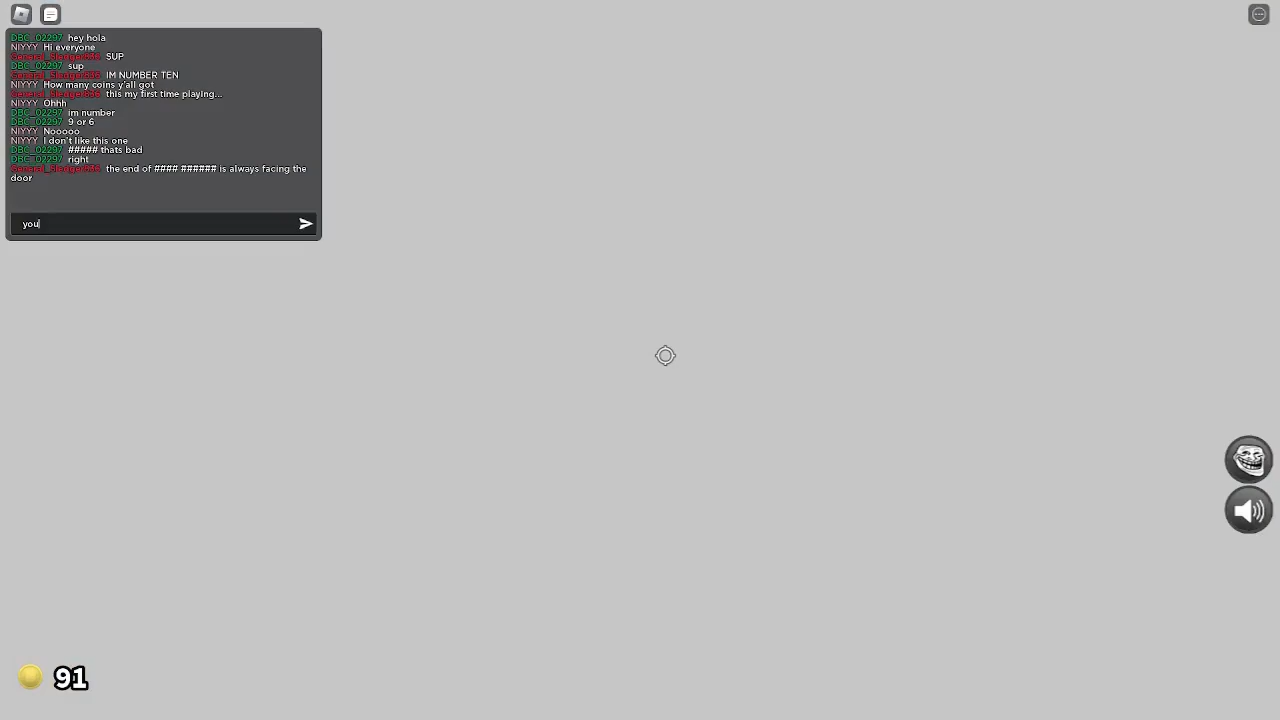 DBC_02297 hey hola
NIYYY Hi everyone
SUP
DBC_02297 sup
IM NUMBER TEN
NIYYY How many coins y'all got
this my first time playing...
NIYYY Ohhh
DBC_02297 im number
DBC_02297 9 or 6
NIYYY Nooooo
NIYYY I don't like this one
DBC_02297 ##### thats bad
DBC_02297 right
the end of #### ###### is always facing the
door
you
91